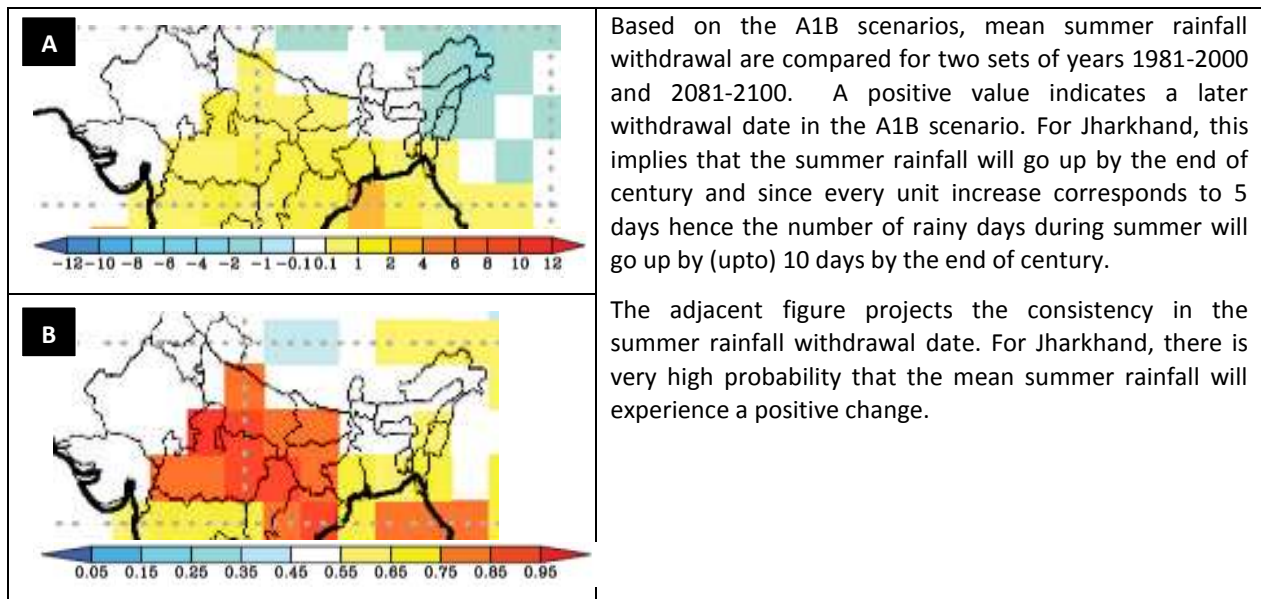 A
-12-10 -8 -6 -4 -2 -1 -0.1 0.1 1 2 4 6 8 10 12
Based on the A1B scenarios, mean summer rainfall
withdrawal are compared for two sets of years 1981-2000
and 2081-2100. A positive value indicates a later
withdrawal date in the A1B scenario. For Jharkhand, this
implies that the summer rainfall will go up by the end of
century and since every unit increase corresponds to 5
days hence the number of rainy days during summer will
go up by (upto) 10 days by the end of century.
The adjacent figure projects the consistency in the
summer rainfall withdrawal date. For Jharkhand, there is
very high probability that the mean summer rainfall will
experience a positive change.
B
0.05 0.15 0.25 0.35 0.45 0.55 0.65 0.75 0.85 0.95